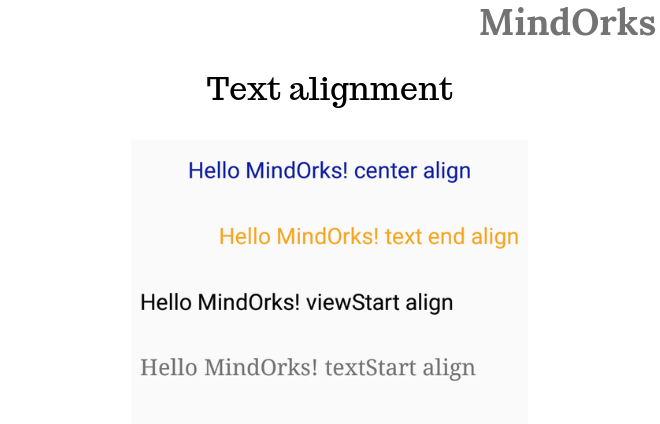 MindOrks
Text alignment
Hello MindOrks! center align
Hello MindOrks! text end align
Hello MindOrks! viewStart align
Hello MindOrks! textStart align